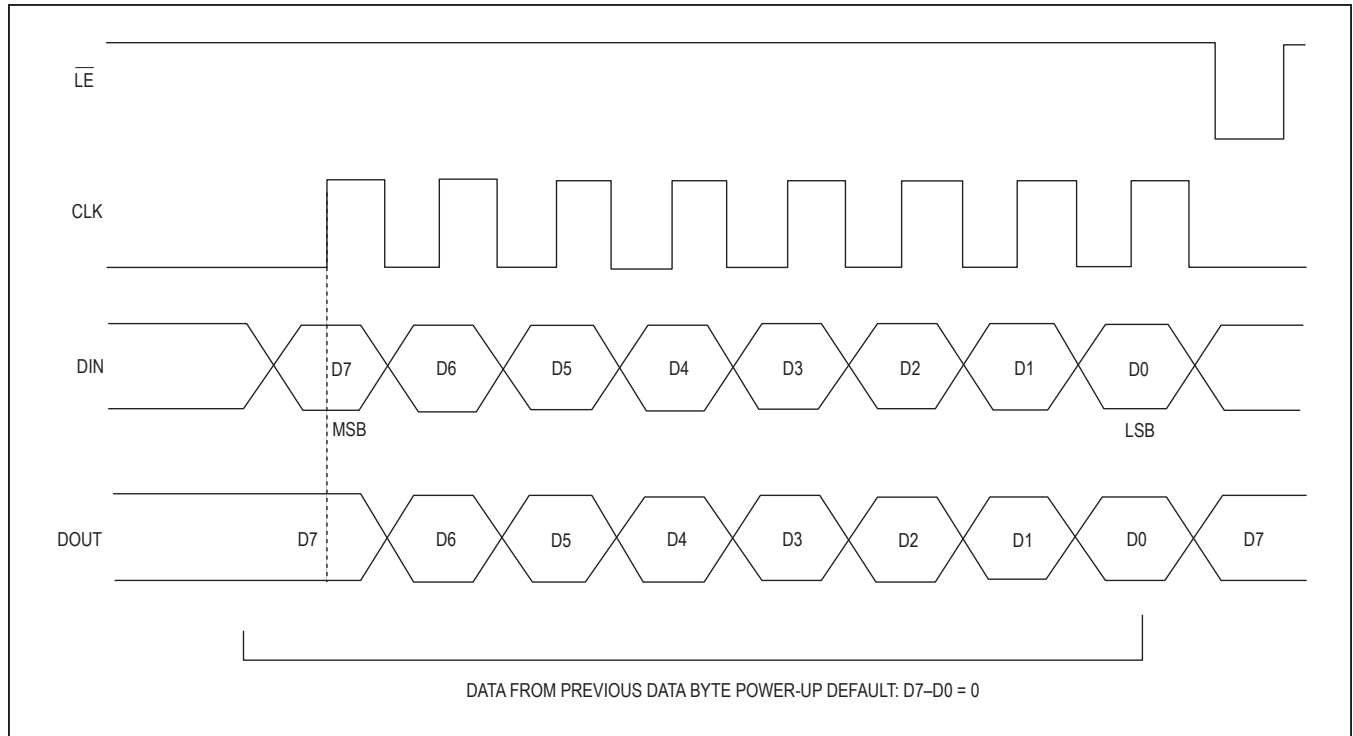 LE
CLK
DIN D7 D6 D5 D4 D3 D2 D1 D0
MSB LSB
DOUT D7 D6 D5 D4 D3 D2 D1 D0 D7
DATA FROM PREVIOUS DATA BYTE POWER-UP DEFAULT: D7–D0 = 0